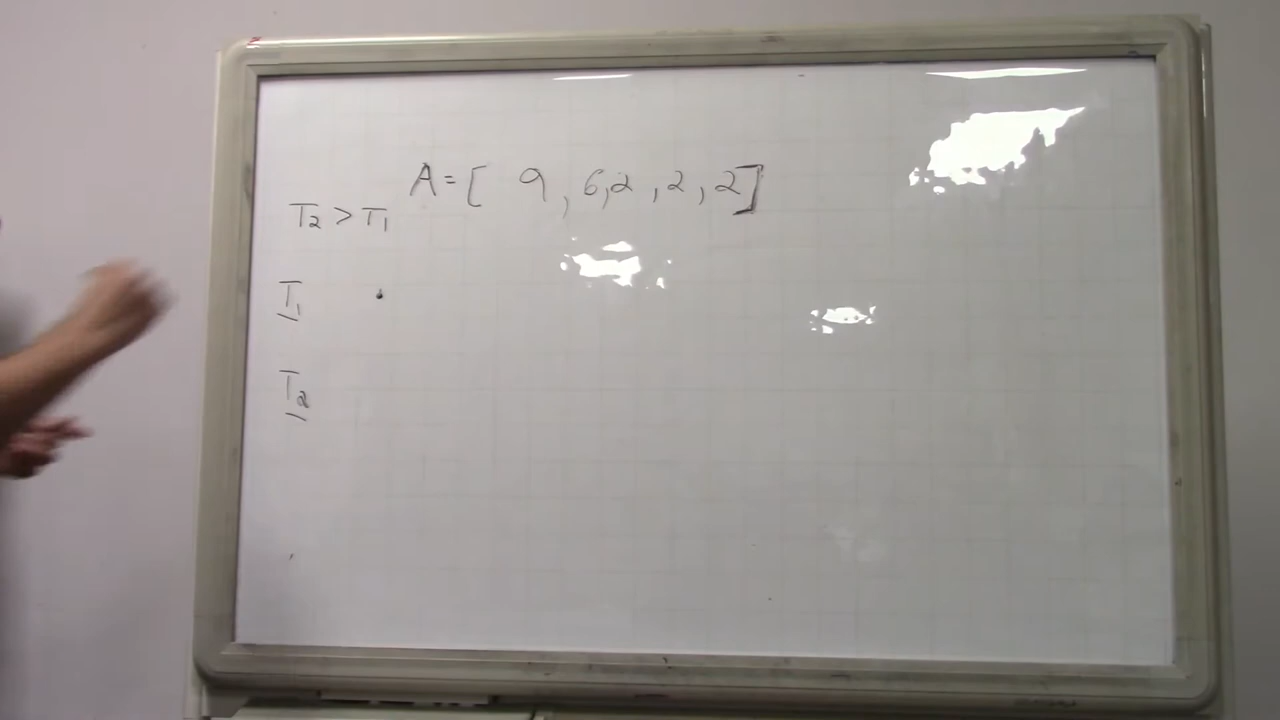 A = [ 9, 6, 2, 2, 2]
T2 > T1
T1
T2